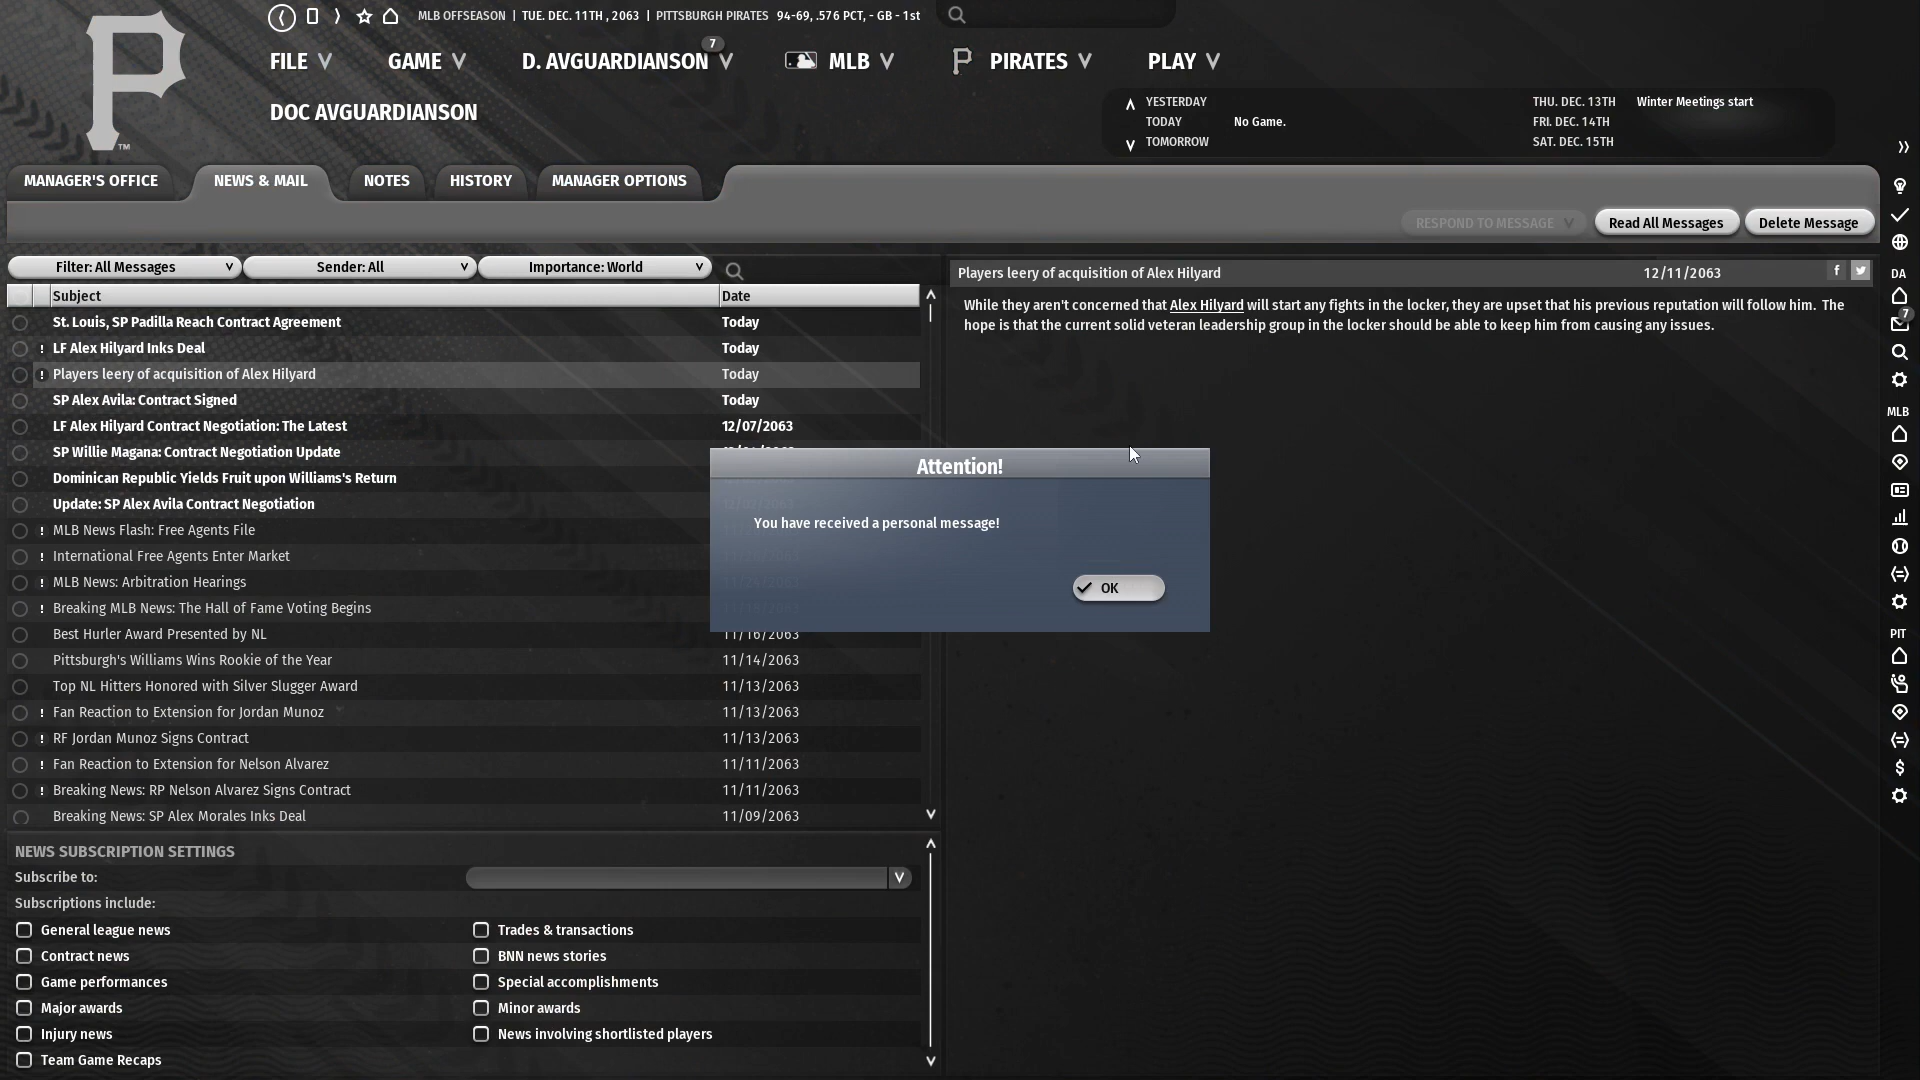 MLB OFFSEASON | TUE. DEC. 11TH , 2063 | PITTSBURGH PIRATES 94-69, .576 PCT, - GB - 1st
7
FILE GAME D. AVGUARDIANSON MLB PIRATES PLAY
P
TM
DOC AVGUARDIANSON
YESTERDAY
TODAY No Game.
TOMORROW
THU. DEC. 13TH Winter Meetings start
FRI. DEC. 14TH
SAT. DEC. 15TH
MANAGER'S OFFICE NEWS & MAIL NOTES HISTORY MANAGER OPTIONS
RESPOND TO MESSAGE Read All Messages Delete Message
Filter: All Messages Sender: All Importance: World
Subject Date
St. Louis, SP Padilla Reach Contract Agreement Today
! LF Alex Hilyard Inks Deal Today
! Players leery of acquisition of Alex Hilyard Today
SP Alex Avila: Contract Signed Today
LF Alex Hilyard Contract Negotiation: The Latest 12/07/2063
SP Willie Magana: Contract Negotiation Update
Dominican Republic Yields Fruit upon Williams's Return
Update: SP Alex Avila Contract Negotiation
! MLB News Flash: Free Agents File
! International Free Agents Enter Market
! MLB News: Arbitration Hearings
! Breaking MLB News: The Hall of Fame Voting Begins
Best Hurler Award Presented by NL 11/16/2063
Pittsburgh's Williams Wins Rookie of the Year 11/14/2063
Top NL Hitters Honored with Silver Slugger Award 11/13/2063
! Fan Reaction to Extension for Jordan Munoz 11/13/2063
! RF Jordan Munoz Signs Contract 11/13/2063
! Fan Reaction to Extension for Nelson Alvarez 11/11/2063
! Breaking News: RP Nelson Alvarez Signs Contract 11/11/2063
Breaking News: SP Alex Morales Inks Deal 11/09/2063
Players leery of acquisition of Alex Hilyard 12/11/2063
While they aren't concerned that Alex Hilyard will start any fights in the locker, they are upset that his previous reputation will follow him. The
hope is that the current solid veteran leadership group in the locker should be able to keep him from causing any issues.
Attention!
You have received a personal message!
OK
NEWS SUBSCRIPTION SETTINGS
Subscribe to:
Subscriptions include:
General league news Trades & transactions
Contract news BNN news stories
Game performances Special accomplishments
Major awards Minor awards
Injury news News involving shortlisted players
Team Game Recaps
DA
7
MLB
PIT